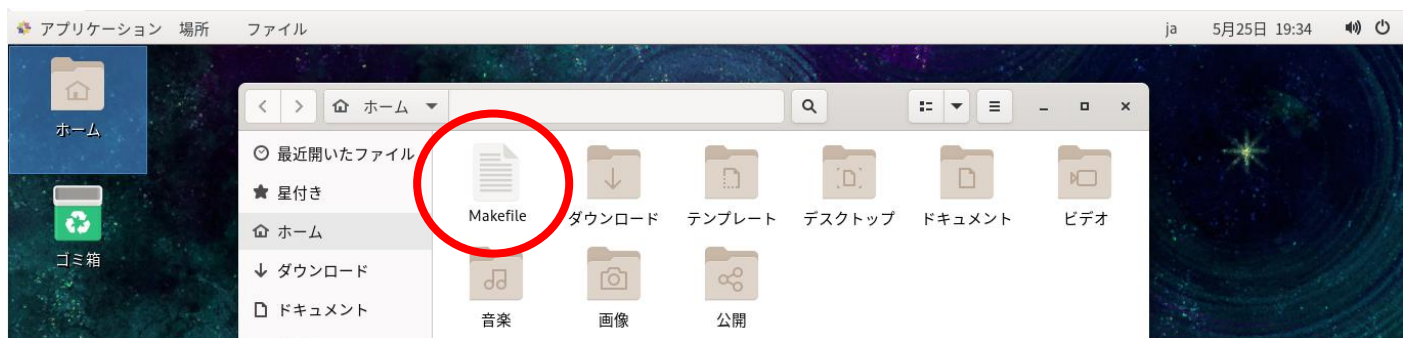 アプリケーション 場所 ファイル ja 5月25日 19:34
ホーム
ゴミ箱
ホーム
最近開いたファイル
星付き
ホーム
ダウンロード
ドキュメント
Makefile ダウンロード テンプレート デスクトップ ドキュメント ビデオ
音楽 画像 公開